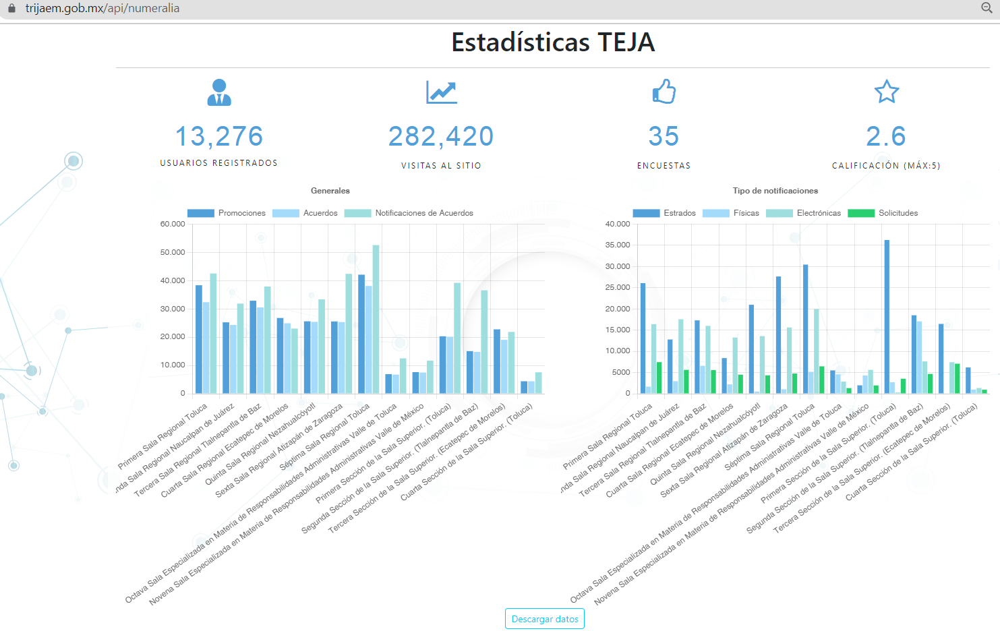 trijaem.gob.mx/api/numeralia
Estadísticas TEJA
13,276
USUARIOS REGISTRADOS
282,420
VISITAS AL SITIO
35
ENCUESTAS
2.6
CALIFICACIÓN (MÁX:5)
Generales
Promociones Acuerdos Notificaciones de Acuerdos
60.000
50.000
40.000
30.000
20.000
10.000
0
Primera Sala Regional Toluca
nda Sala Regional Naucalpan de Juárez
Tercera Sala Regional Tlalnepantla de Baz
Cuarta Sala Regional Ecatepec de Morelos
Quinta Sala Regional Nezahualcóyotl
Sexta Sala Regional Atizapán de Zaragoza
Séptima Sala Regional Toluca
Octava Sala Especializada en Materia de Responsabilidades Administrativas Valle de Toluca
Novena Sala Especializada en Materia de Responsabilidades Administrativas Valle de México
Primera Sección de la Sala Superior. (Toluca)
Segunda Sección de la Sala Superior. (Tlalnepantla de Baz)
Tercera Sección de la Sala Superior. (Ecatepec de Morelos)
Cuarta Sección de la Sala Superior. (Toluca)
Tipo de notificaciones
Estrados Físicas Electrónicas Solicitudes
40.000
35.000
30.000
25.000
20.000
15.000
10.000
5000
0
Primera Sala Regional Toluca
nda Sala Regional Naucalpan de Juárez
Tercera Sala Regional Tlalnepantla de Baz
Cuarta Sala Regional Ecatepec de Morelos
Quinta Sala Regional Nezahualcóyotl
Sexta Sala Regional Atizapán de Zaragoza
Séptima Sala Regional Toluca
Octava Sala Especializada en Materia de Responsabilidades Administrativas Valle de Toluca
Novena Sala Especializada en Materia de Responsabilidades Administrativas Valle de México
Primera Sección de la Sala Superior. (Toluca)
Segunda Sección de la Sala Superior. (Tlalnepantla de Baz)
Tercera Sección de la Sala Superior. (Ecatepec de Morelos)
Cuarta Sección de la Sala Superior. (Toluca)
Descargar datos